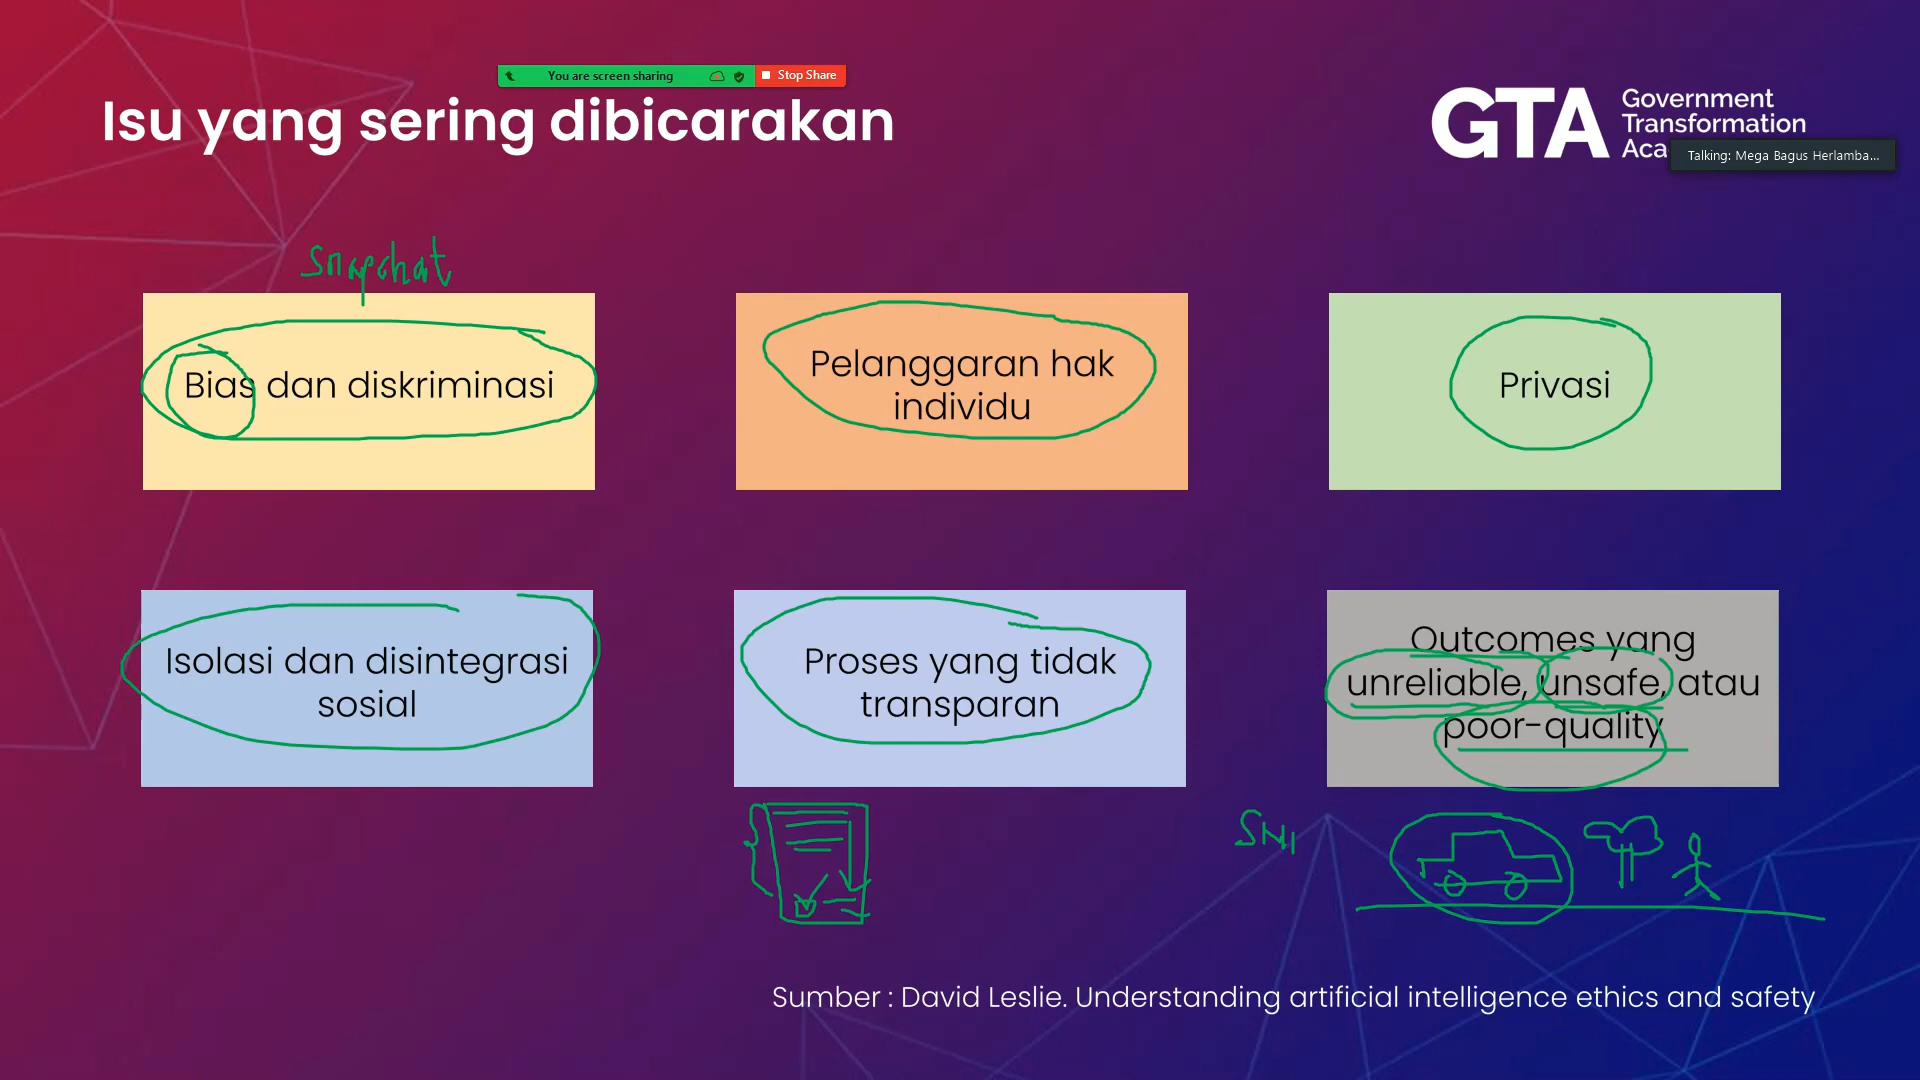 You are screen sharing
Stop Share
Isu yang sering dibicarakan
GTA
Government
Transformation
Aca
Talking: Mega Bagus Herlamba...
Snapchat
Bias dan diskriminasi
Pelanggaran hak
individu
Privasi
Isolasi dan disintegrasi
sosial
Proses yang tidak
transparan
Outcomes yang
unreliable, unsafe, atau
poor-quality
SNI
Sumber : David Leslie. Understanding artificial intelligence ethics and safety